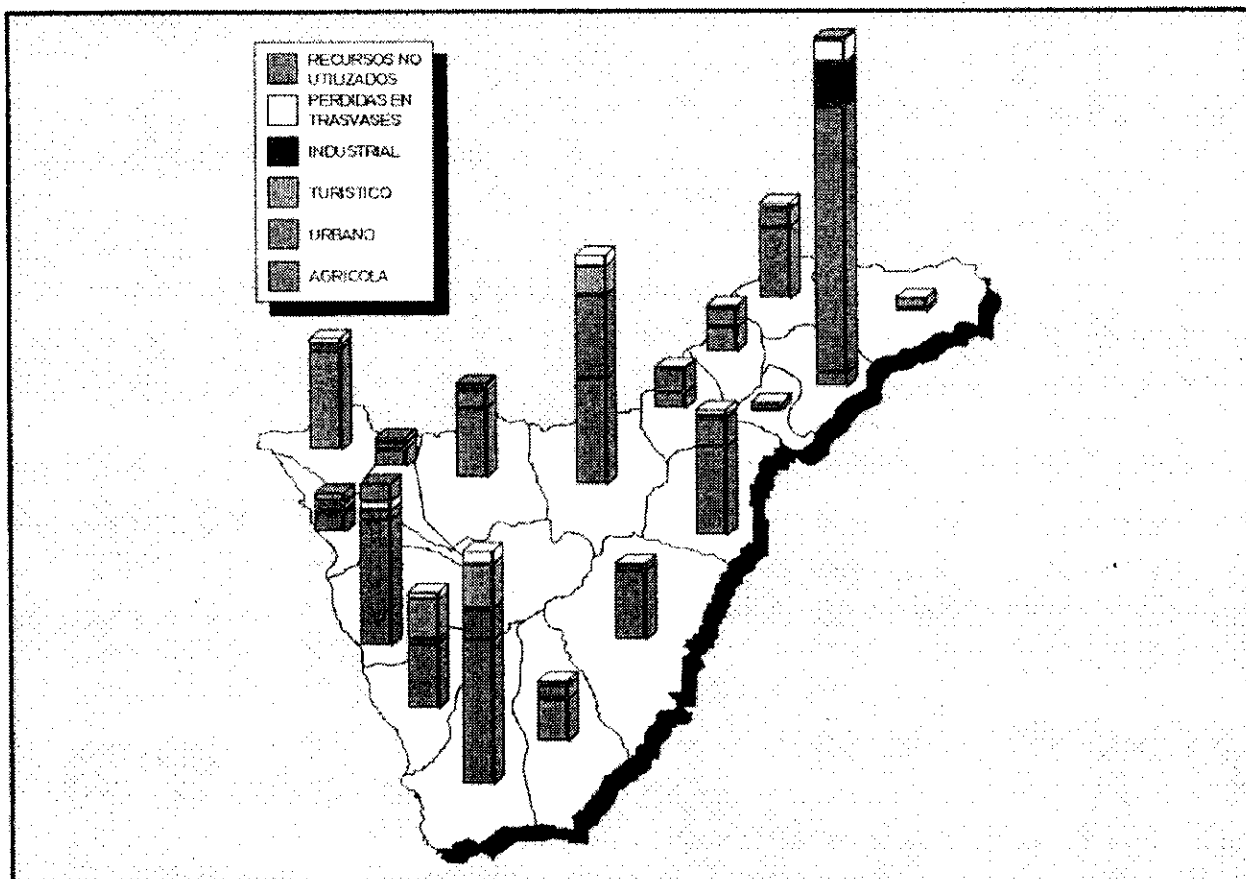 RECURSOS NO
UTILIZADOS
PERDIDAS EN
TRASVASES
INDUSTRIAL
TURISTICO
URBANO
AGRICOLA